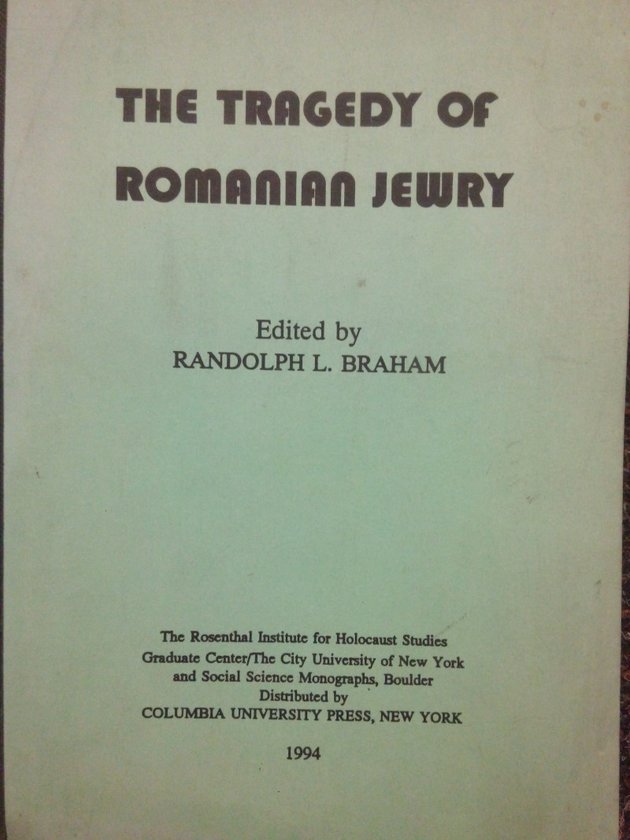 THE TRAGEDY OF
ROMANIAN JEWRY
Edited by
RANDOLPH L. BRAHAM
The Rosenthal Institute for Holocaust Studies
Graduate Center/The City University of New York
and Social Science Monographs, Boulder
Distributed by
COLUMBIA UNIVERSITY PRESS, NEW YORK
1994